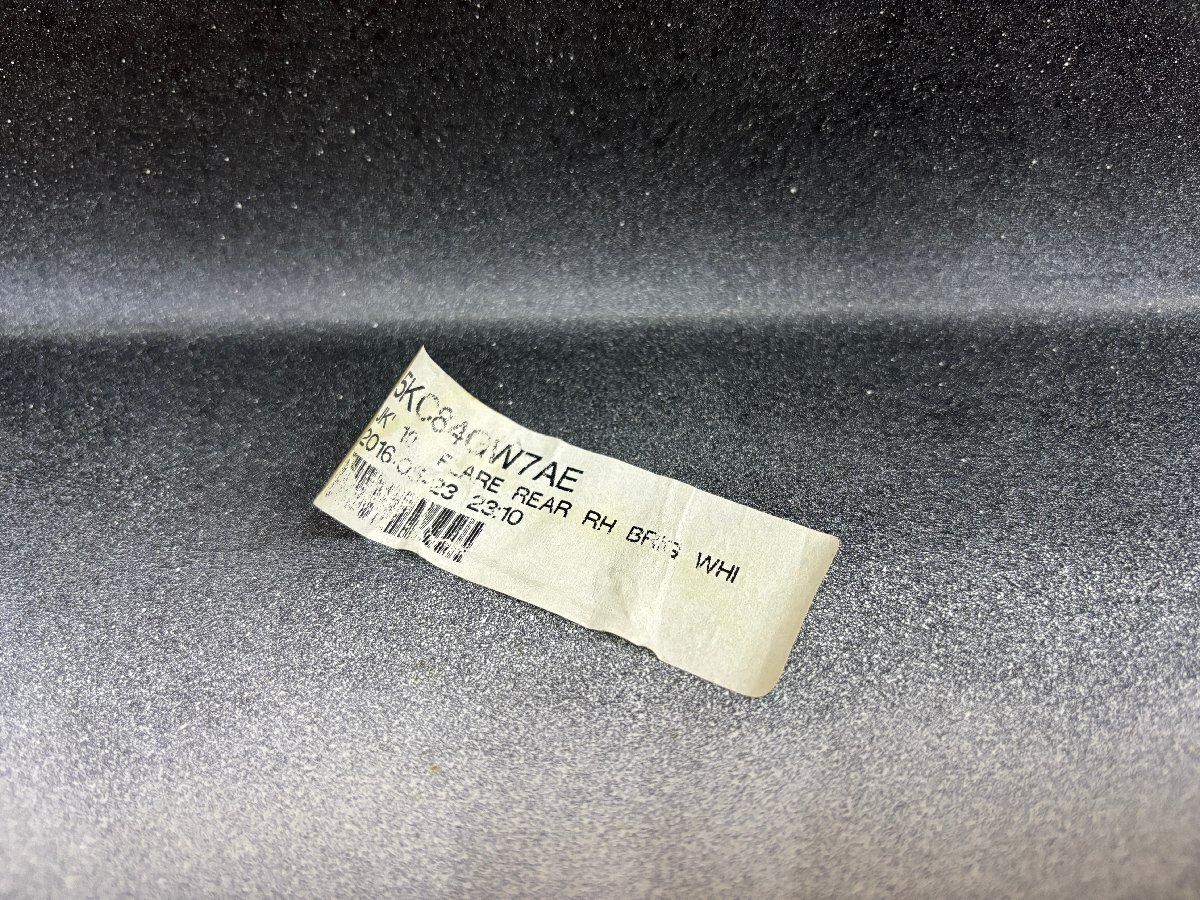 5KC84GW7AE
JK 10 FLARE REAR RH BRIG WHI
23 23:10